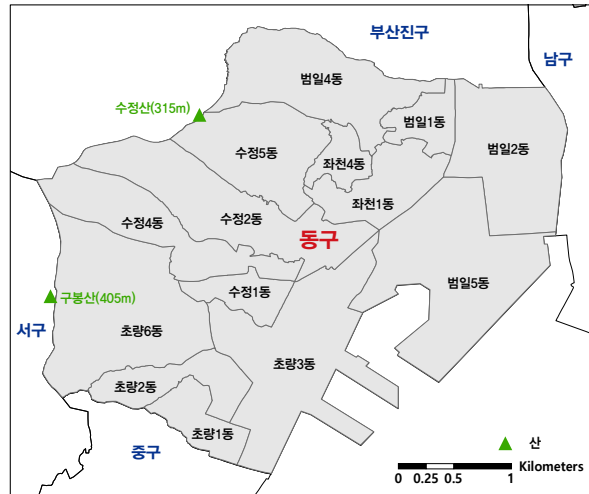 부산진구
남구
범일4동
수정산(315m)
범일1동
범일2동
수정5동
좌천4동
좌천1동
수정4동
수정2동
동구
범일5동
수정1동
구봉산(405m)
서구
초량6동
초량3동
초량2동
초량1동
중구
산
Kilometers
0 0.25 0.5 1